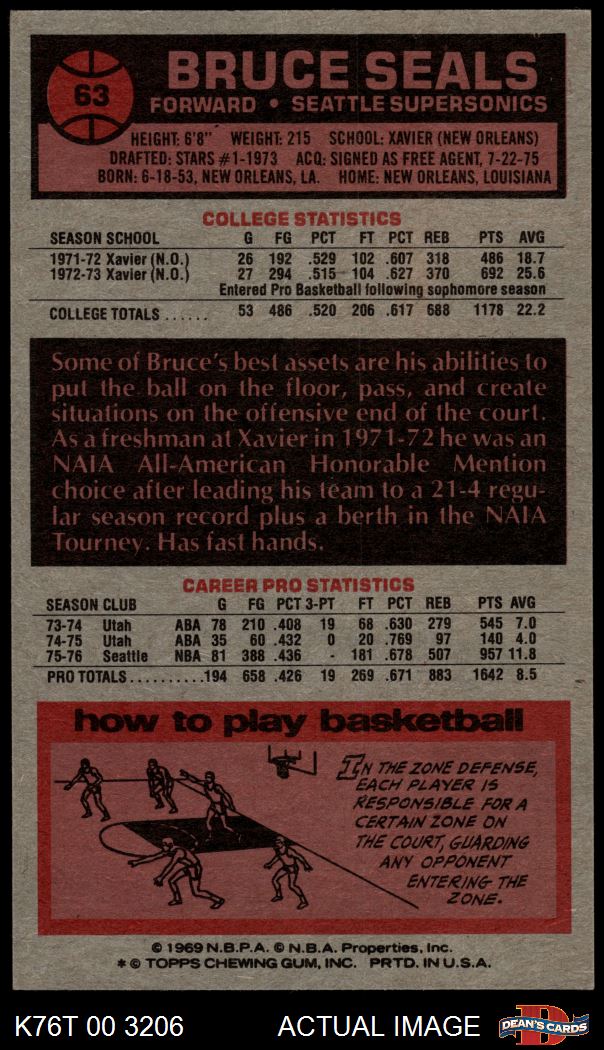 63
BRUCE SEALS
FORWARD • SEATTLE SUPERSONICS
HEIGHT: 6'8" WEIGHT: 215 SCHOOL: XAVIER (NEW ORLEANS)
DRAFTED: STARS #1-1973 ACQ: SIGNED AS FREE AGENT, 7-22-75
BORN: 6-18-53, NEW ORLEANS, LA. HOME: NEW ORLEANS, LOUISIANA
COLLEGE STATISTICS
SEASON SCHOOL G FG PCT FT PCT REB PTS AVG
1971-72 Xavier (N.O.) 26 192 .529 102 .607 318 486 18.7
1972-73 Xavier (N.O.) 27 294 .515 104 .627 370 692 25.6
Entered Pro Basketball following sophomore season
COLLEGE TOTALS ...... 53 486 .520 206 .617 688 1178 22.2
Some of Bruce's best assets are his abilities to
put the ball on the floor, pass, and create
situations on the offensive end of the court.
As a freshman at Xavier in 1971-72 he was an
NAIA All-American Honorable Mention
choice after leading his team to a 21-4 regu-
lar season record plus a berth in the NAIA
Tourney. Has fast hands.
CAREER PRO STATISTICS
SEASON CLUB G FG PCT 3-PT FT PCT REB PTS AVG
73-74 Utah ABA 78 210 .408 19 68 .630 279 545 7.0
74-75 Utah ABA 35 60 .432 0 20 .769 97 140 4.0
75-76 Seattle NBA 81 388 .436 - 181 .678 507 957 11.8
PRO TOTALS..........194 658 .426 19 269 .671 883 1642 8.5
how to play basketball
IN THE ZONE DEFENSE,
EACH PLAYER IS
RESPONSIBLE FOR A
CERTAIN ZONE ON
THE COURT, GUARDING
ANY OPPONENT
ENTERING THE
ZONE.
© 1969 N.B.P.A. © N.B.A. Properties, Inc.
* © TOPPS CHEWING GUM, INC. PRTD. IN U.S.A.
K76T 00 3206 ACTUAL IMAGE
D
DEAN'S CARDS